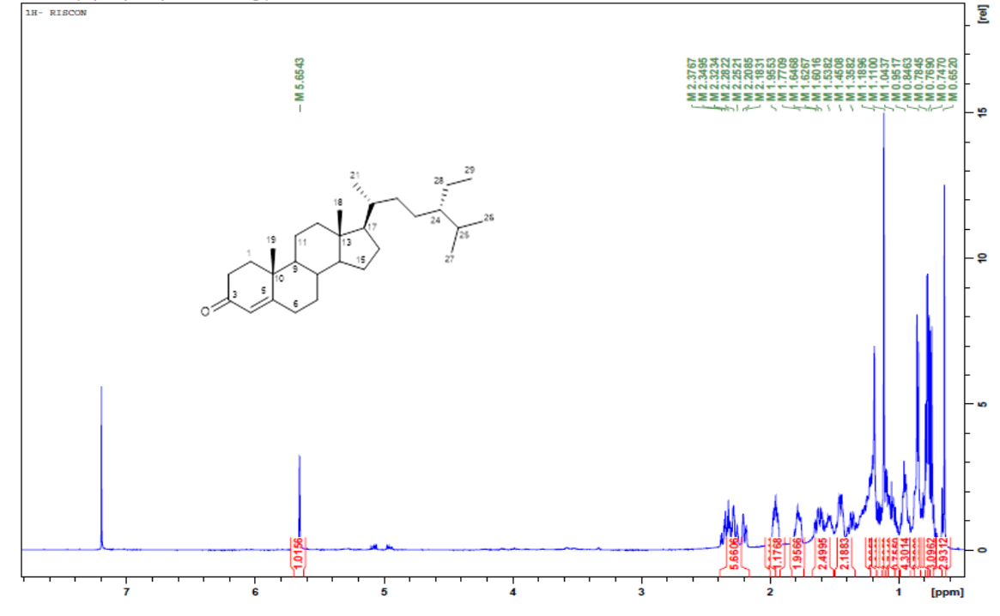 1H- RISCON
[rel]
M 5.6543
M 2.3767
M 2.3495
M 2.3234
M 2.2822
M 2.2521
M 2.2085
M 2.1831
M 1.9553
M 1.7709
M 1.6468
M 1.6267
M 1.6016
M 1.5382
M 1.4508
M 1.3582
M 1.1896
M 1.1100
M 1.0437
M 0.9517
M 0.8463
M 0.7845
M 0.7690
M 0.7470
M 0.6520
15
10
5
0
29
28
21
18
26
24
17
25
27
11
13
19
1
15
9
10
5
3
6
O
1.0156
5.6606
1.1768
1.9566
2.4995
2.1883
0.7550
4.3014
3.0962
2.9312
7
6
5
4
3
2
1
[ppm]